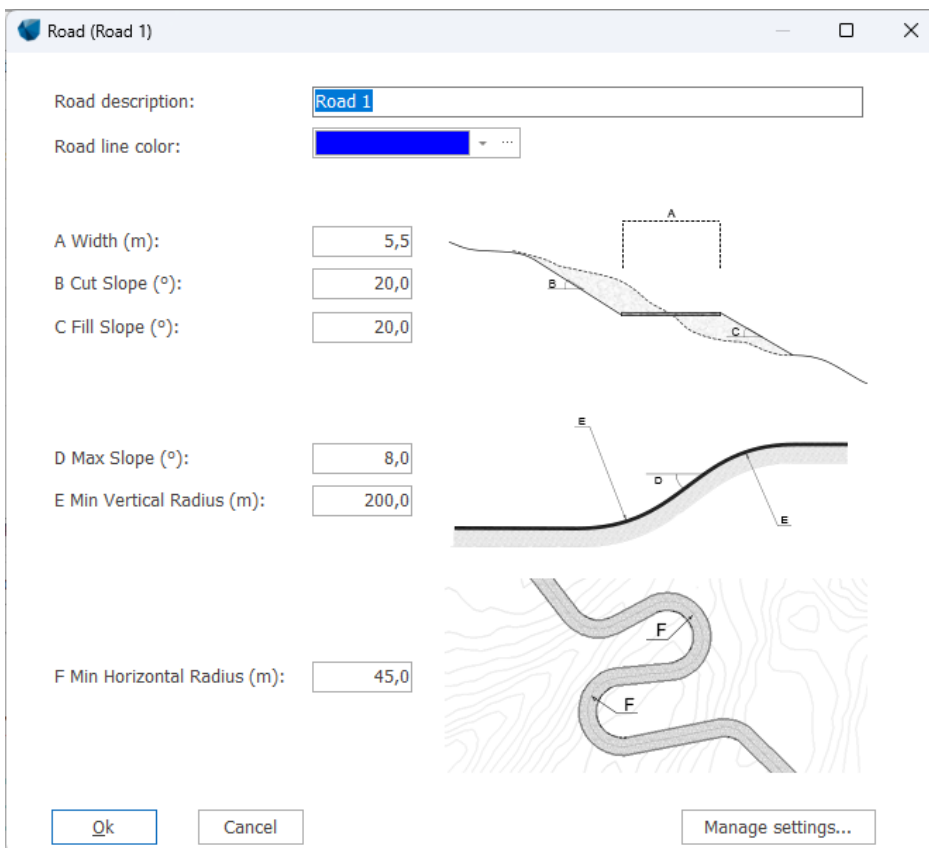 Road (Road 1)
Road description: Road 1
Road line color:
A
A Width (m): 5,5
B Cut Slope (°): 20,0
B
C Fill Slope (°): 20,0
C
E
D Max Slope (°): 8,0
D
E Min Vertical Radius (m): 200,0
E
F
F Min Horizontal Radius (m): 45,0
F
Ok Cancel Manage settings...